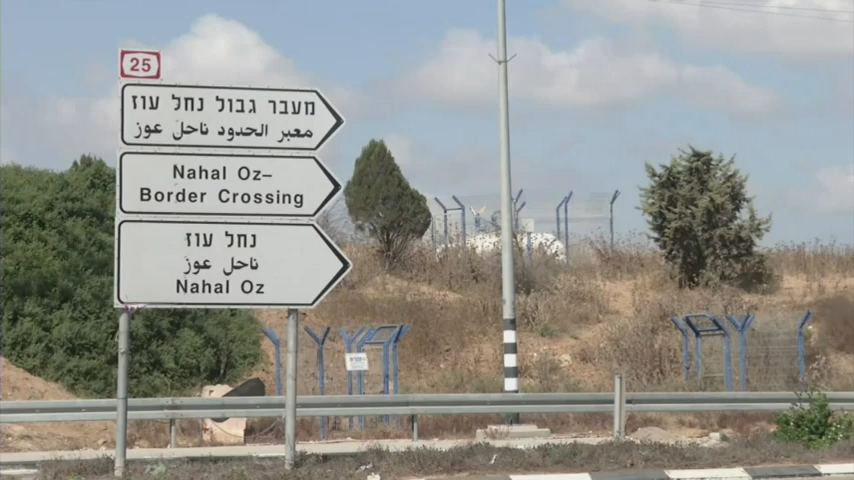 25
מעבר גבול נחל עוז
معبر الحدود ناحل عوز
Nahal Oz–
Border Crossing
נחל עוז
ناحل عوز
Nahal Oz